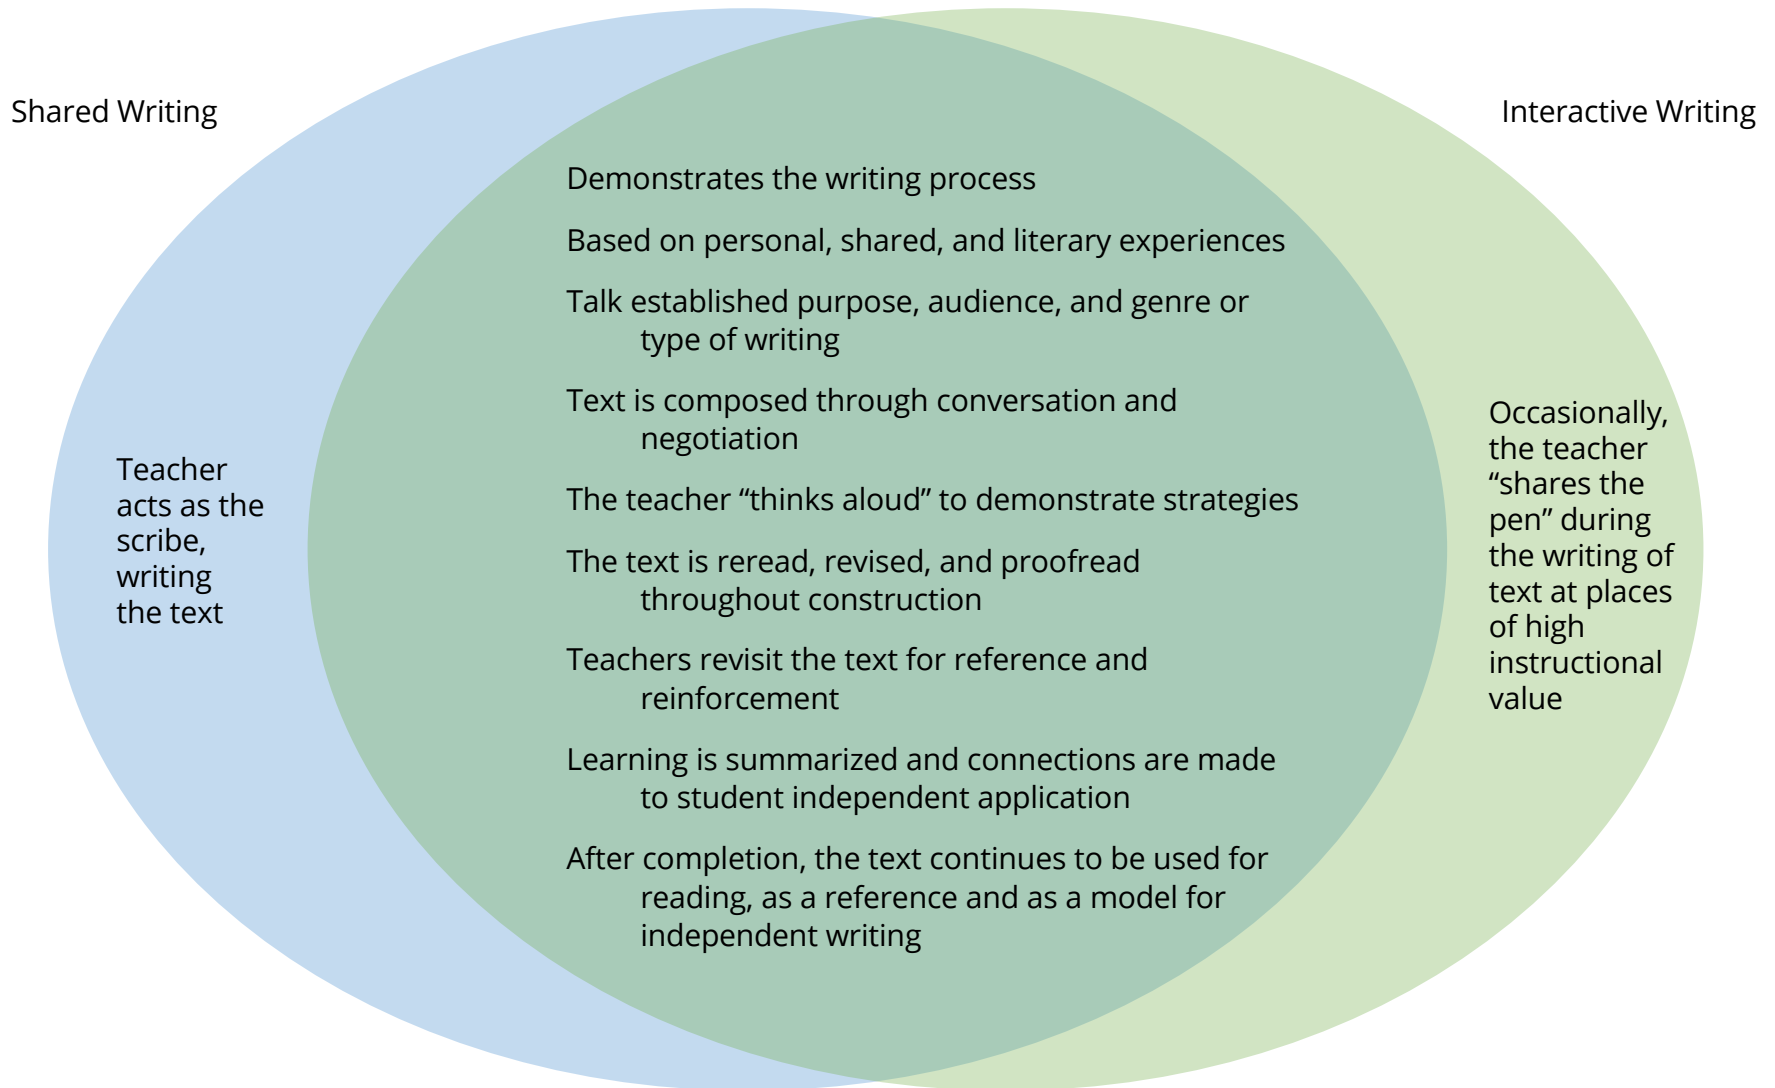 Shared Writing
Interactive Writing
Demonstrates the writing process
Based on personal, shared, and literary experiences
Talk established purpose, audience, and genre or
type of writing
Text is composed through conversation and
negotiation
The teacher “thinks aloud” to demonstrate strategies
The text is reread, revised, and proofread
throughout construction
Teachers revisit the text for reference and
reinforcement
Learning is summarized and connections are made
to student independent application
After completion, the text continues to be used for
reading, as a reference and as a model for
independent writing
Teacher
acts as the
scribe,
writing
the text
Occasionally,
the teacher
“shares the
pen” during
the writing of
text at places
of high
instructional
value